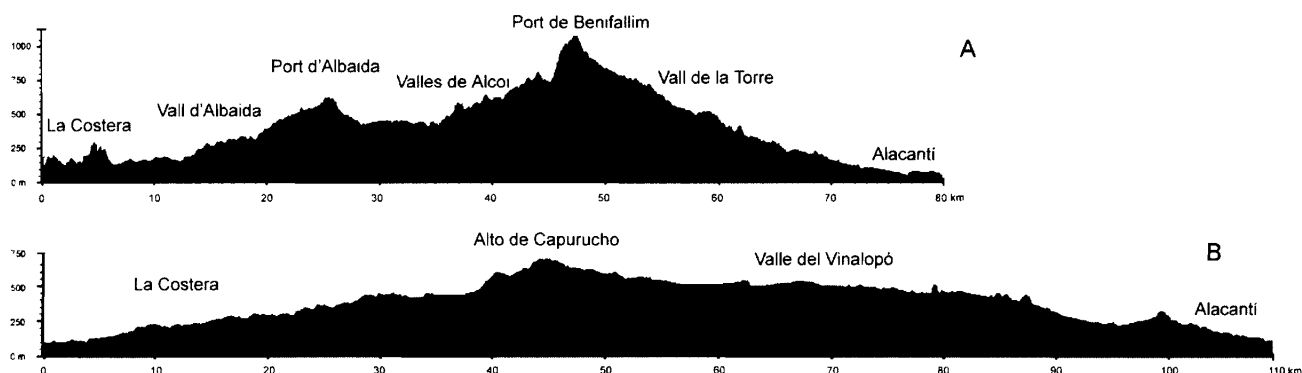 Port de Benifallim
A
1000
Port d'Albaida
Valles de Alcoi
750
Vall de la Torre
Vall d'Albaida
500
La Costera
250
Alacantí
0 m
0 10 20 30 40 50 60 70 80 km
Alto de Capurucho
B
750
Valle del Vinalopó
La Costera
500
Alacantí
250
0 m
0 10 20 30 40 50 60 70 80 90 100 110 km